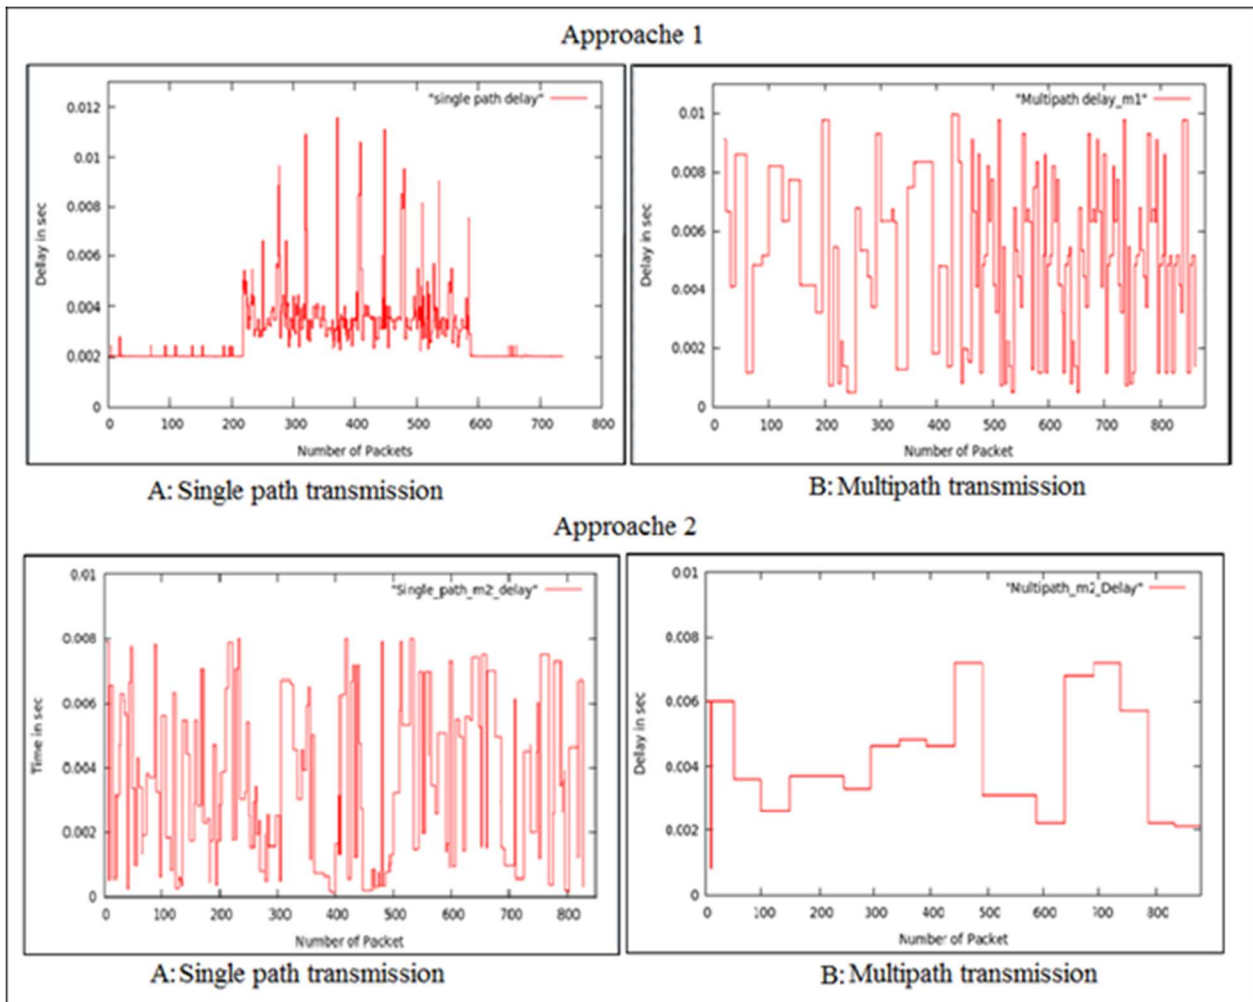 Approache 1
"single path delay"
0.012
0.01
0.008
0.006
0.004
0.002
0
Dellay in sec
0 100 200 300 400 500 600 700 800
Number of Packets
A: Single path transmission
"Multipath delay_m1"
0.01
0.008
0.006
0.004
0.002
0
Delay in sec
0 100 200 300 400 500 600 700 800
Number of Packet
B: Multipath transmission
Approache 2
"Single_path_m2_delay"
0.01
0.008
0.006
0.004
0.002
0
Time in sec
0 100 200 300 400 500 600 700 800
Number of Packet
A: Single path transmission
"Nultipath_m2_Delay"
0.01
0.008
0.006
0.004
0.002
0
Delay in sec
0 100 200 300 400 500 600 700 800
Number of Packet
B: Multipath transmission